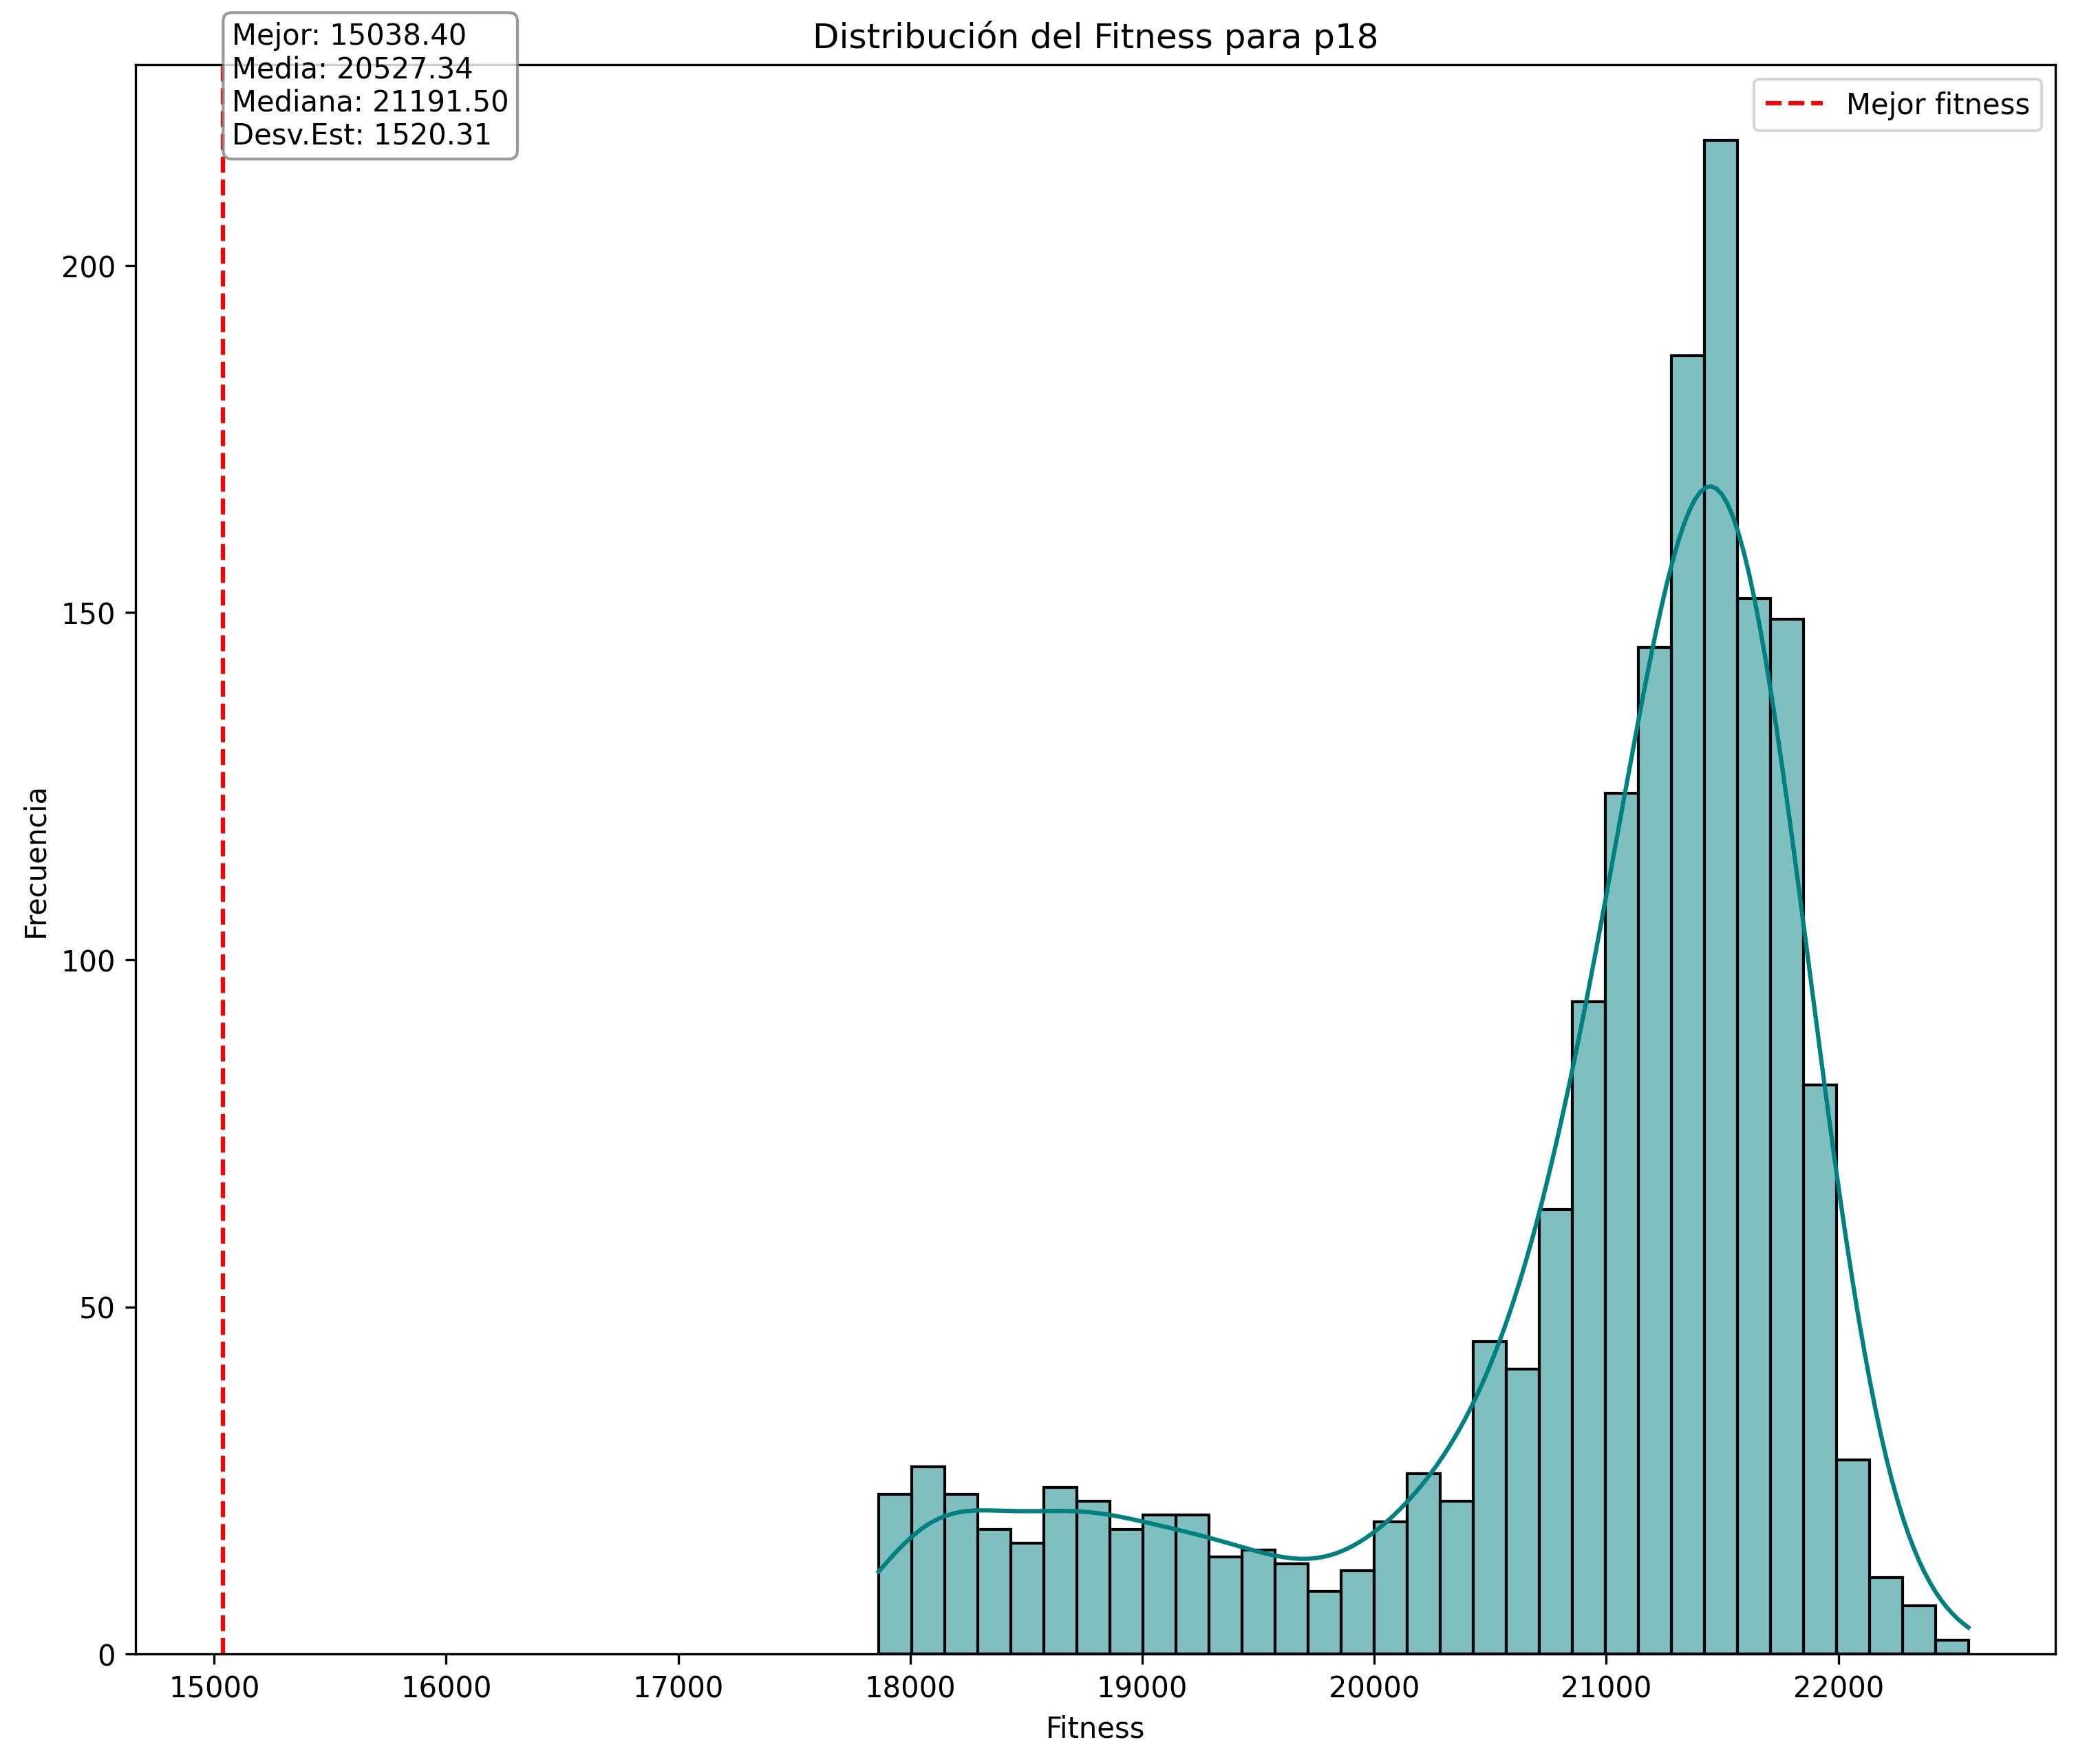 Distribución del Fitness para p18
Mejor: 15038.40
Media: 20527.34
Mediana: 21191.50
Desv.Est: 1520.31
Mejor fitness
200
150
100
50
0
Frecuencia
15000 16000 17000 18000 19000 20000 21000 22000
Fitness